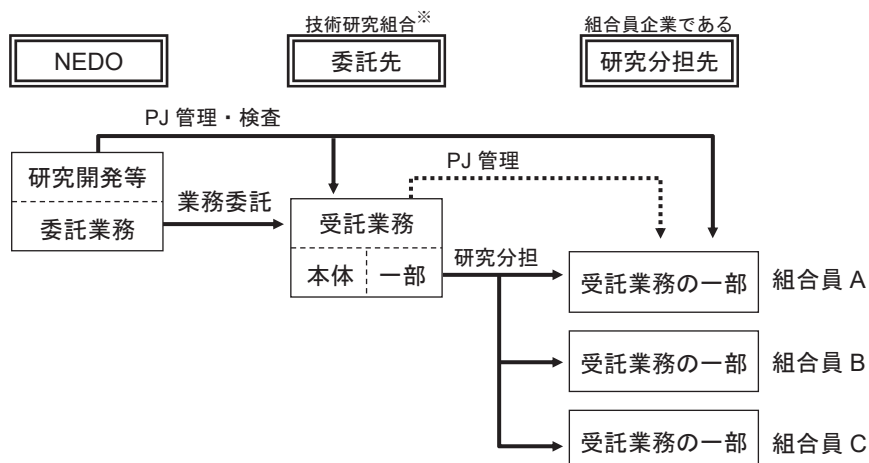 技術研究組合※
組合員企業である
NEDO
委託先
研究分担先
PJ 管理・検査
研究開発等
PJ 管理
業務委託
受託業務
委託業務
研究分担
本体
一部
受託業務の一部
組合員 A
受託業務の一部
組合員 B
受託業務の一部
組合員 C